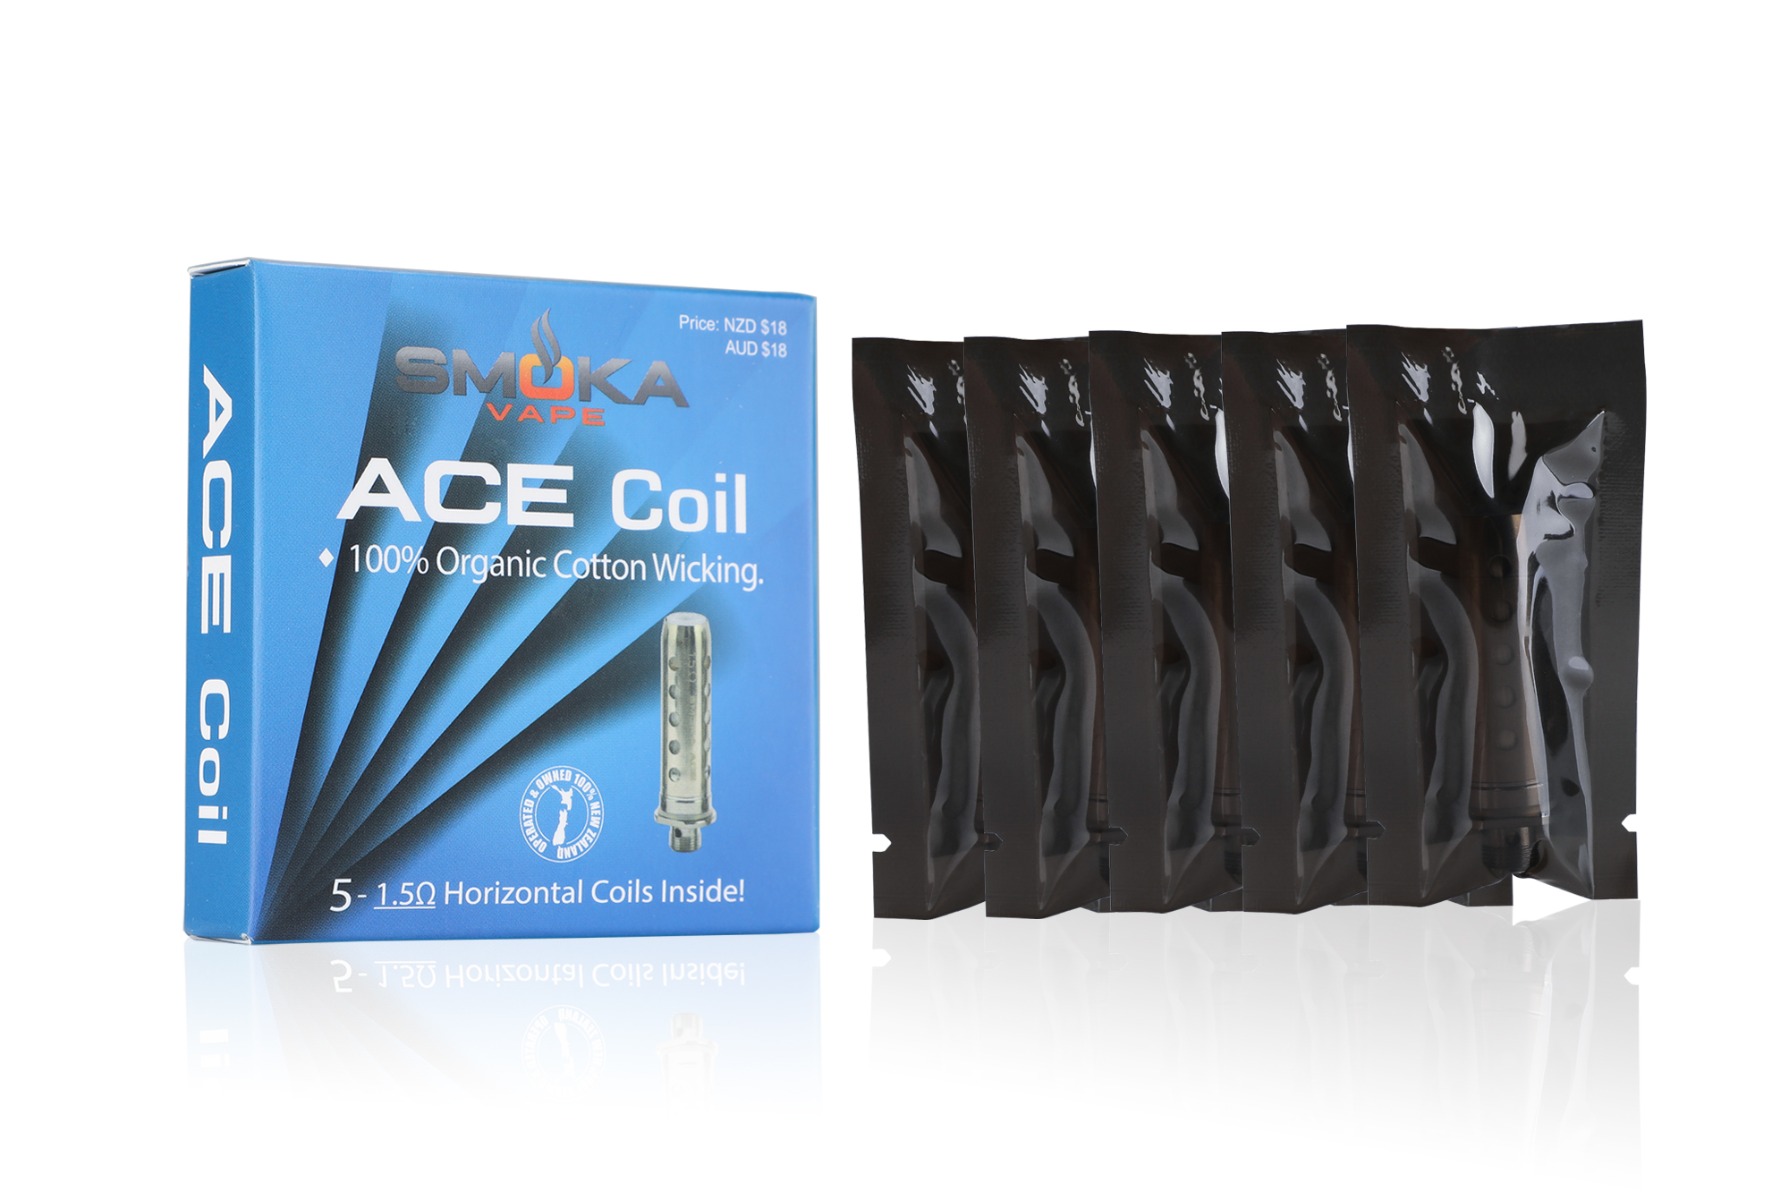 ACE Coil
Price: NZD $18
AUD $18
SMOKA
VAPE
ACE Coil
100% Organic Cotton Wicking.
OPERATED & OWNED 100% NEW ZEALAND
5 - 1.5Ω Horizontal Coils Inside!